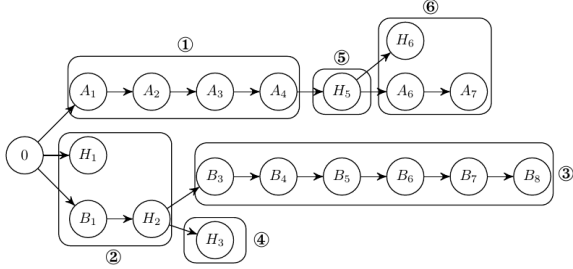 ⑥
① H₆
⑤
A₁ A₂ A₃ A₄ H₅ A₆ A₇
0 H₁
B₃ B₄ B₅ B₆ B₇ B₈ ③
B₁ H₂
H₃ ④
②